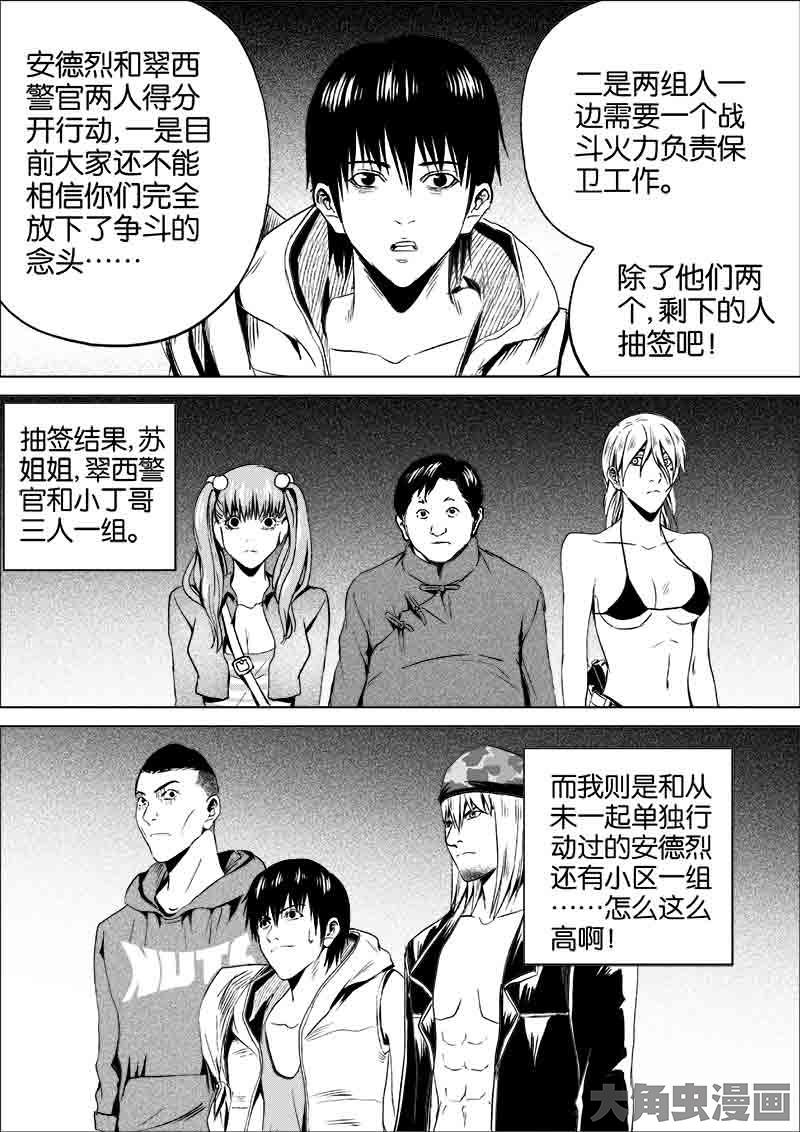 安德烈和翠西
警官两人得分
开行动，一是目
前大家还不能
相信你们完全
放下了争斗的
念头……
二是两组人一
边需要一个战
斗火力负责保
卫工作。
除了他们两
个，剩下的人
抽签吧！
抽签结果，苏
姐姐，翠西警
官和小丁哥
三人一组。
而我则是和从
未一起单独行
动过的安德烈
还有小区一组
……怎么这么
高啊！
NUTS
大角虫漫画